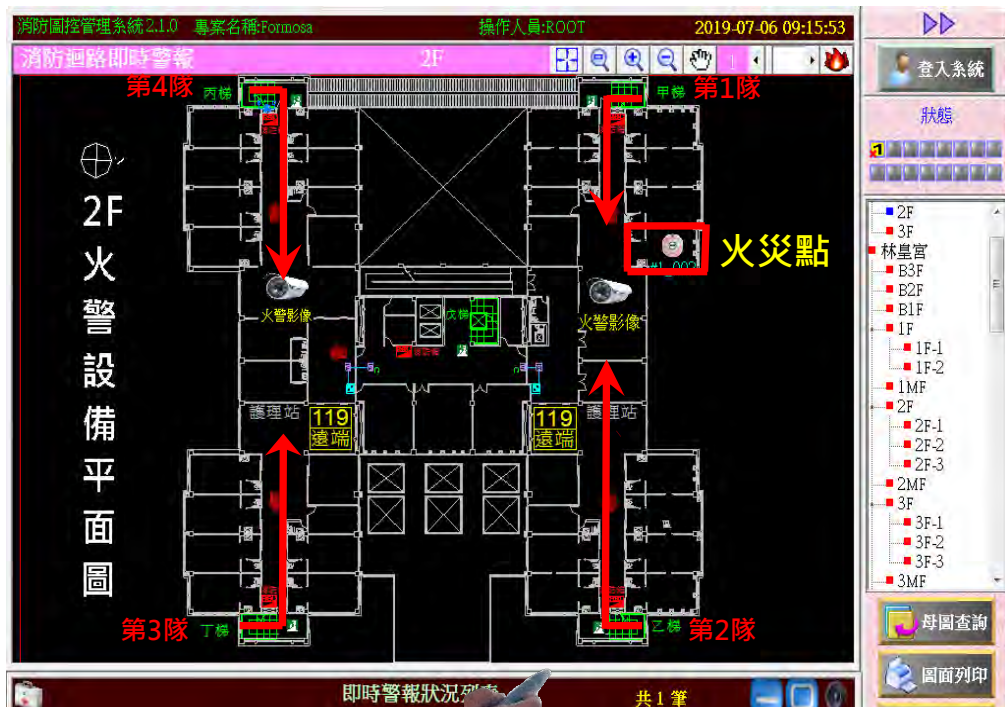 消防圖控管理系統2.1.0 專案名稱:Formosa 操作人員:ROOT 2019-07-06 09:15:53
消防迴路即時警報 2F 1
第4隊 丙梯 甲梯 第1隊
登入系統
狀態
1
2F
火
警
設
備
平
面
圖
火災點
#1-002
火警影像 戊梯 火警影像
護理站 119 遠端
119 遠端 護理站
第3隊 丁梯 乙梯 第2隊
2F
3F
林皇宮
B3F
B2F
B1F
1F
1F-1
1F-2
1MF
2F
2F-1
2F-2
2F-3
2MF
3F
3F-1
3F-2
3F-3
3MF
母圖查詢
圖面列印
即時警報狀況列表 共1筆